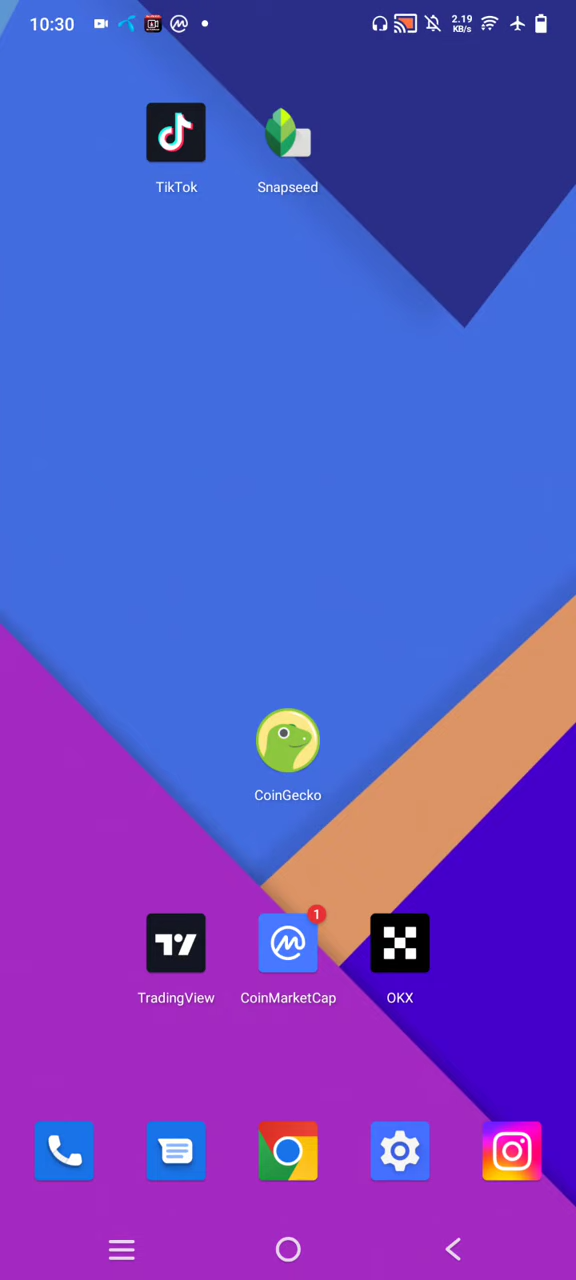 10:30
2.19
KB/s
TikTok
Snapseed
CoinGecko
1
TradingView
CoinMarketCap
OKX